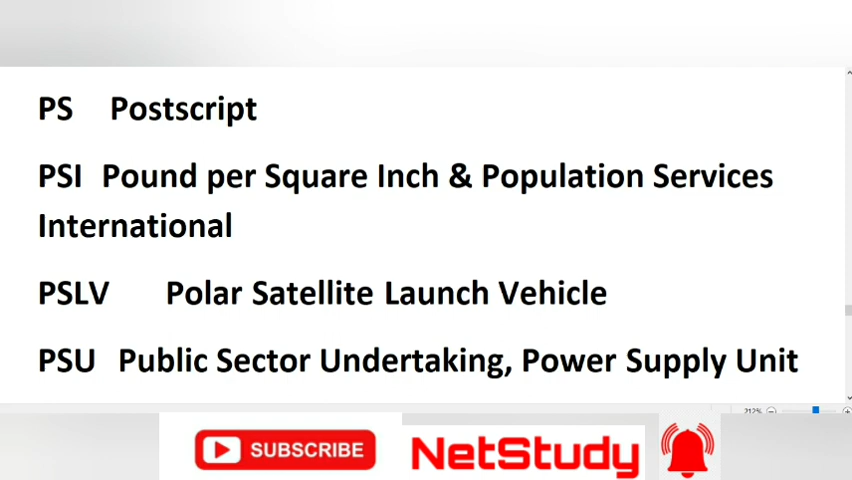 PS Postscript
PSI Pound per Square Inch & Population Services
International
PSLV Polar Satellite Launch Vehicle
PSU Public Sector Undertaking, Power Supply Unit
212%
SUBSCRIBE NetStudy